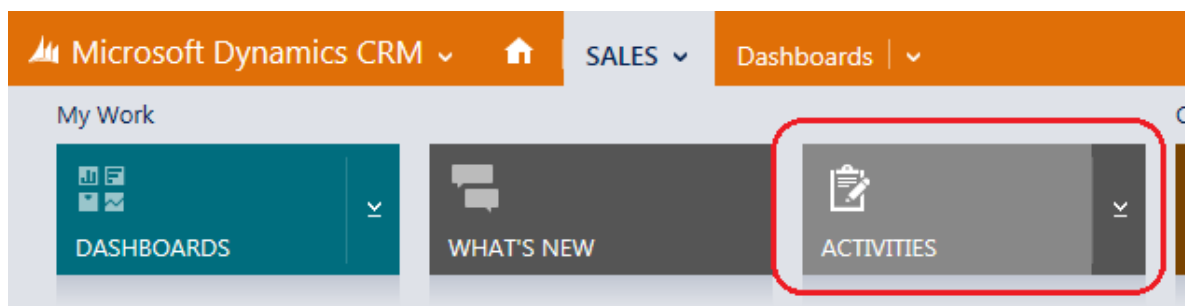 Microsoft Dynamics CRM SALES Dashboards
My Work
DASHBOARDS WHAT'S NEW ACTIVITIES